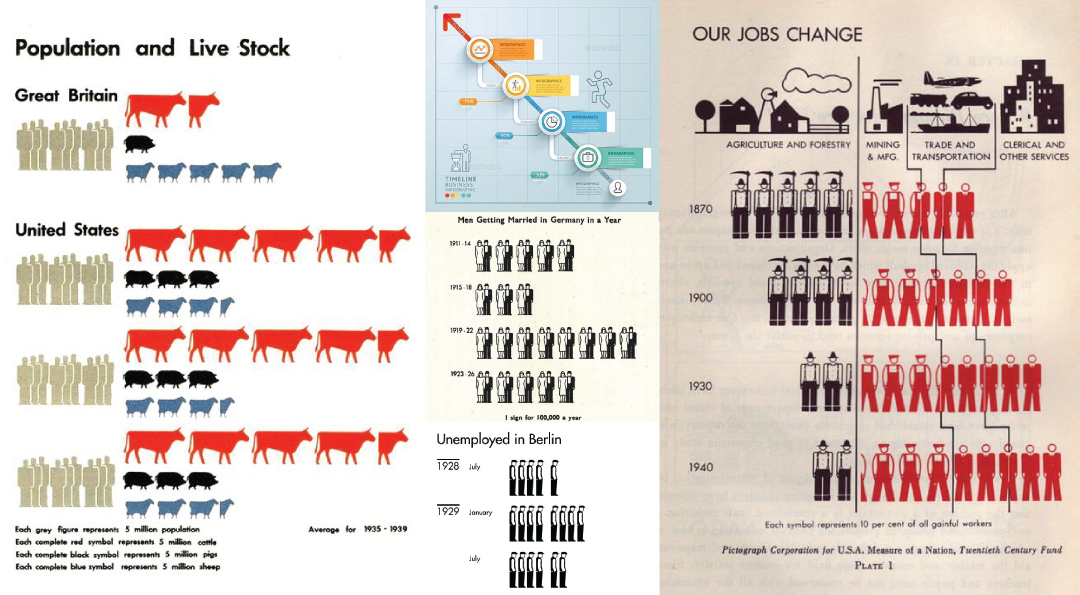 Population and Live Stock
Great Britain
United States
Each grey figure represents 5 million population
Each complete red symbol represents 5 million cattle
Each complete black symbol represents 5 million pigs
Each complete blue symbol represents 5 million sheep
Average for 1935 - 1939
INFOGRAPHICS
INFOGRAPHICS
INFOGRAPHICS
INFOGRAPHICS
INFOGRAPHICS
TIMELINE
BUSINESS
INFOGRAPHIC
Men Getting Married in Germany in a Year
1911-14
1915-18
1919-22
1923-26
1 sign for 100,000 a year
Unemployed in Berlin
1928 July
1929 January
July
OUR JOBS CHANGE
AGRICULTURE AND FORESTRY
MINING
& MFG.
TRADE AND
TRANSPORTATION
CLERICAL AND
OTHER SERVICES
1870
1900
1930
1940
Each symbol represents 10 per cent of all gainful workers
Pictograph Corporation for U.S.A. Measure of a Nation, Twentieth Century Fund
PLATE 1